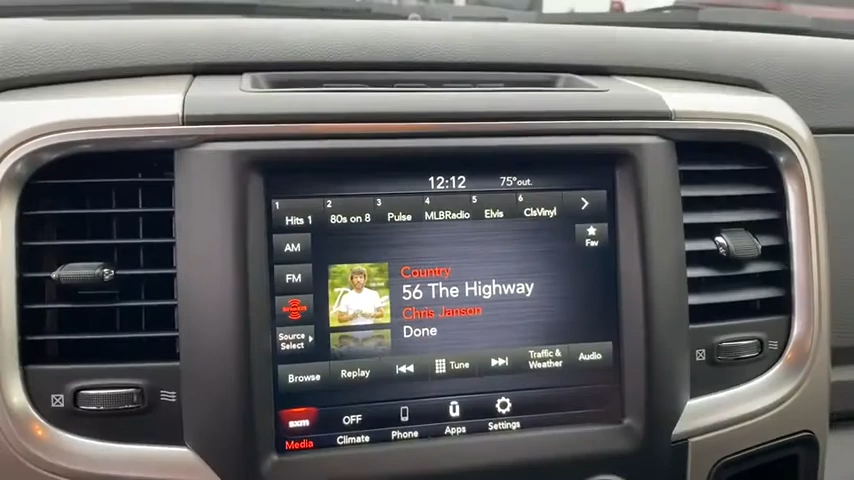 12:12 75°out.
1 2 3 4 5 6
Hits 1 80s on 8 Pulse MLBRadio Elvis ClsVinyl
AM
Fav
FM
Country
56 The Highway
SiriusXM
Chris Janson
Done
Source
Select
Browse Replay Tune Traffic &
Weather Audio
sxm
Media
OFF
Climate
Phone
Apps
Settings